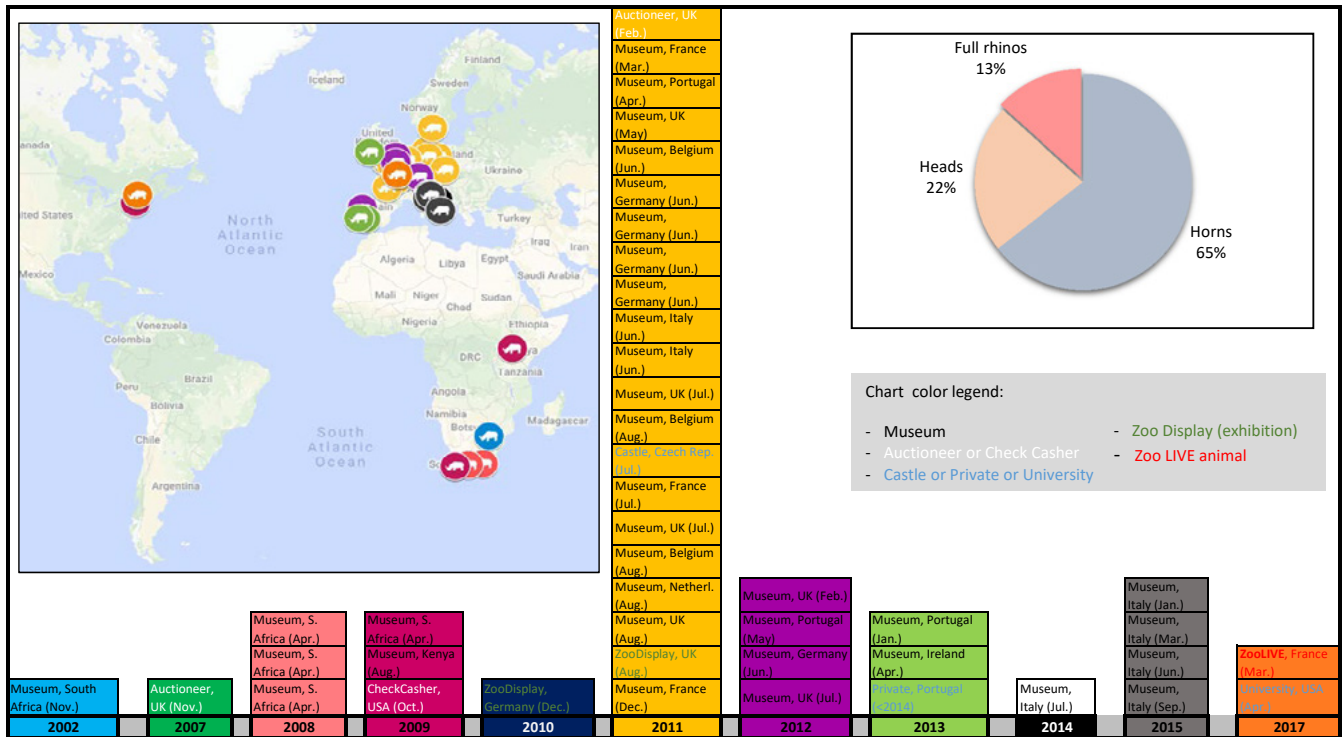 Iceland
Finland
Sweden
Norway
United
Kingdom
land
Ukraine
anada
ited States
North
Atlantic
Ocean
ain
Turkey
Iraq
Iran
Algeria
Libya
Egypt
Saudi Arabia
Mexico
Mali
Niger
Chad
Sudan
Nigeria
Ethiopia
Venezuela
Colombia
DRC
ya
Tanzania
Peru
Brazil
Angola
Bolivia
Namibia
Bots
Madagascar
Chile
South
Atlantic
Ocean
S
Argentina
Auctioneer, UK
(Feb.)
Museum, France
(Mar.)
Museum, Portugal
(Apr.)
Museum, UK
(May)
Museum, Belgium
(Jun.)
Museum,
Germany (Jun.)
Museum,
Germany (Jun.)
Museum,
Germany (Jun.)
Museum,
Germany (Jun.)
Museum, Italy
(Jun.)
Museum, Italy
(Jun.)
Museum, UK (Jul.)
Museum, Belgium
(Aug.)
Castle, Czech Rep.
(Jul.)
Museum, France
(Jul.)
Museum, UK (Jul.)
Museum, Belgium
(Aug.)
Museum, Netherl.
(Aug.)
Museum, UK
(Aug.)
ZooDisplay, UK
(Aug.)
Museum, France
(Dec.)
Full rhinos
13%
Heads
22%
Horns
65%
Chart color legend:
- Museum
- Auctioneer or Check Casher
- Castle or Private or University
- Zoo Display (exhibition)
- Zoo LIVE animal
Museum, South
Africa (Nov.)
Auctioneer,
UK (Nov.)
Museum, S.
Africa (Apr.)
Museum, S.
Africa (Apr.)
Museum, S.
Africa (Apr.)
Museum, S.
Africa (Apr.)
Museum, Kenya
(Aug.)
CheckCasher,
USA (Oct.)
ZooDisplay,
Germany (Dec.)
Museum, UK (Feb.)
Museum, Portugal
(May)
Museum, Germany
(Jun.)
Museum, UK (Jul.)
Museum, Portugal
(Jan.)
Museum, Ireland
(Apr.)
Private, Portugal
(<2014)
Museum,
Italy (Jul.)
Museum,
Italy (Jan.)
Museum,
Italy (Mar.)
Museum,
Italy (Jun.)
Museum,
Italy (Sep.)
ZooLIVE, France
(Mar.)
University, USA
(Apr.)
2002 2007 2008 2009 2010 2011 2012 2013 2014 2015 2017